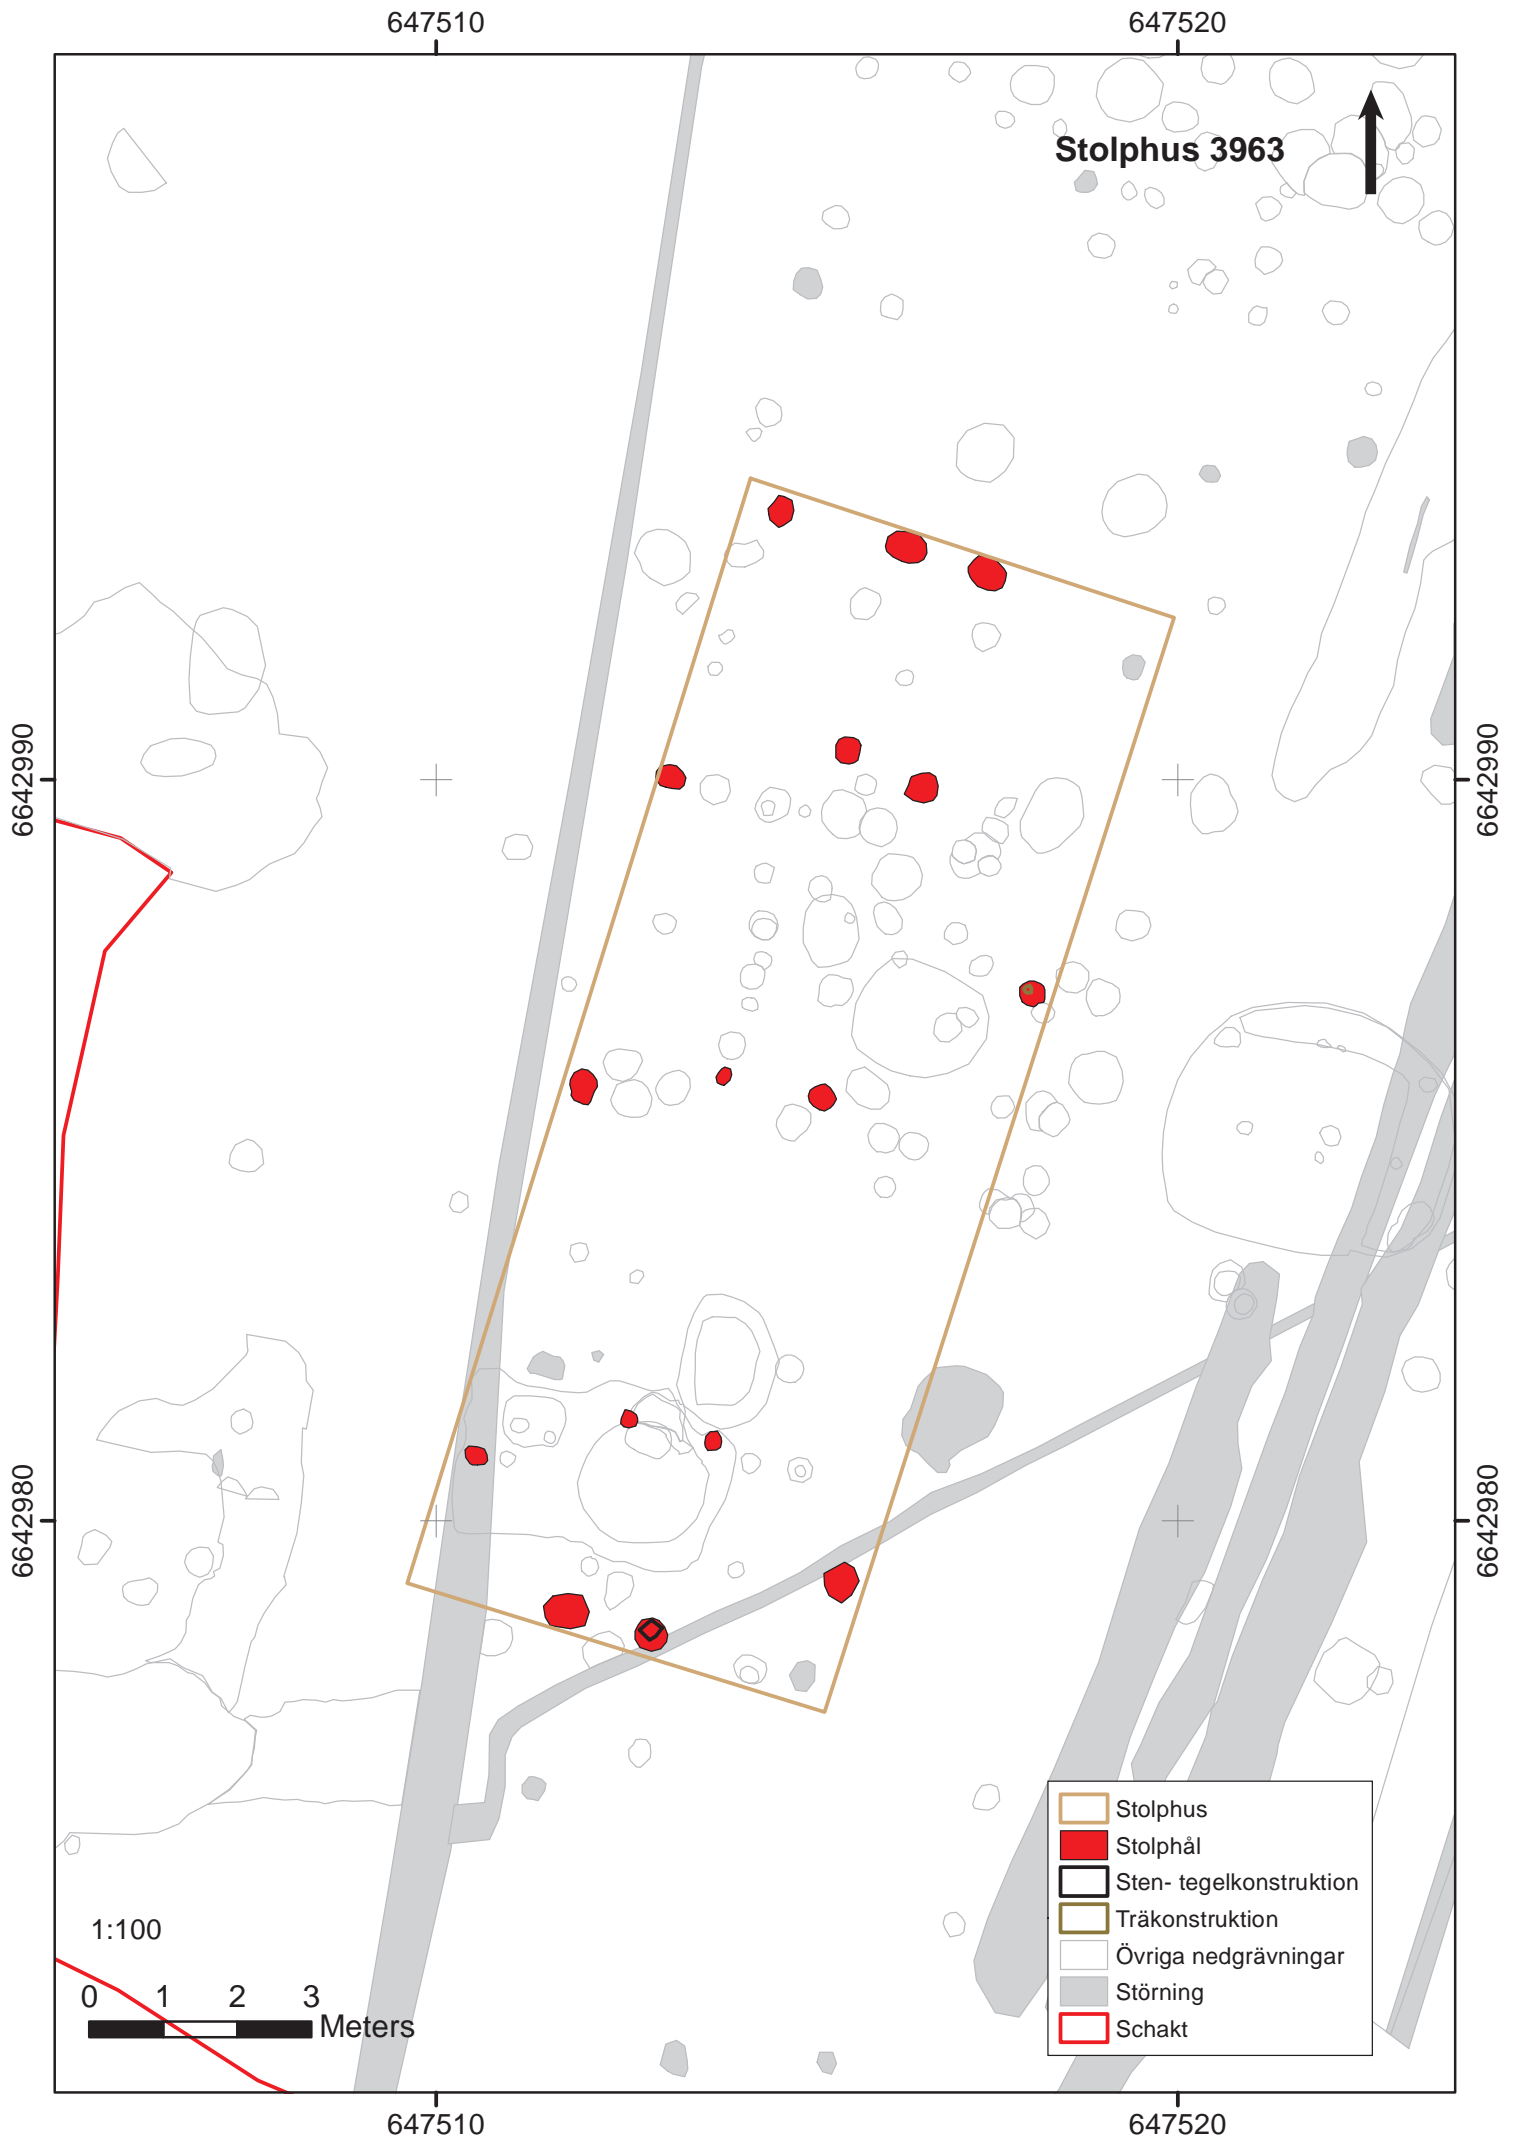 647510
647520
Stolphus 3963
6642990
6642990
6642980
6642980
Stolphus
Stolphål
Sten- tegelkonstruktion
Träkonstruktion
Övriga nedgrävningar
Störning
Schakt
1:100
0 1 2 3
Meters
647510
647520